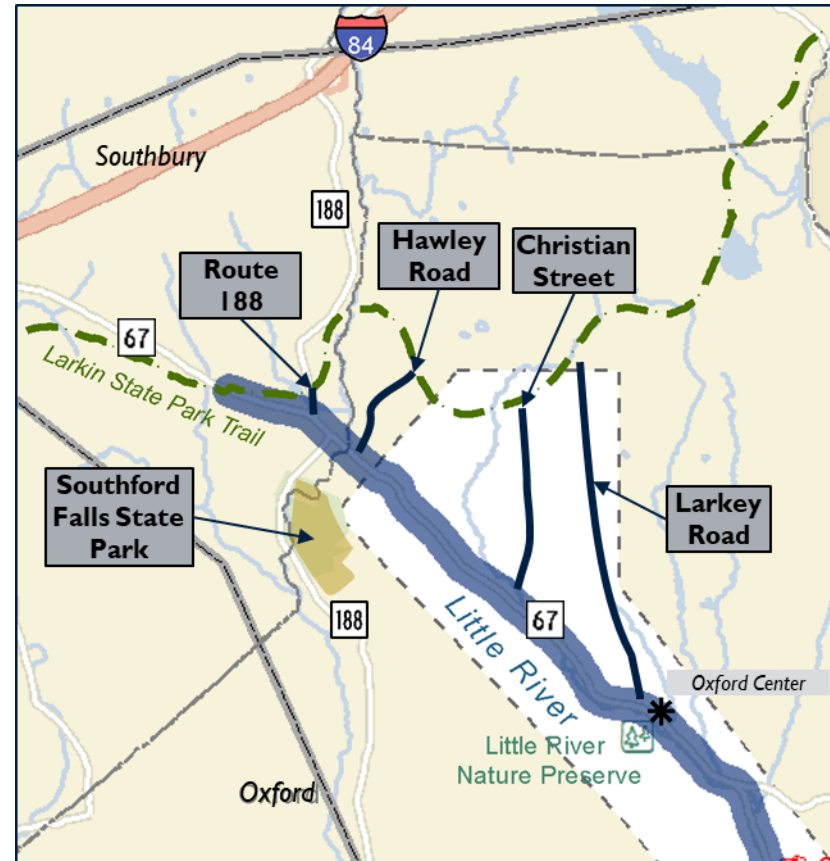 84
Southbury
188
Hawley
Road
Christian
Street
Route
188
67
Larkin State Park Trail
Southford
Falls State
Park
Larkey
Road
188
67
Little River
Oxford Center
Little River
Nature Preserve
Oxford